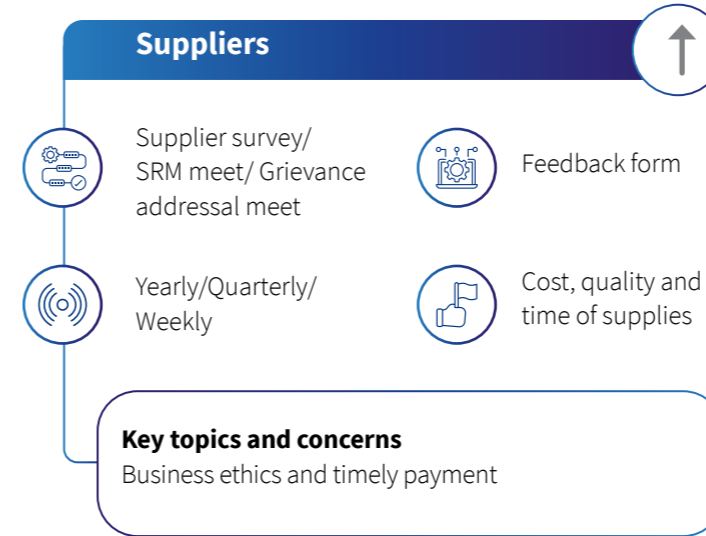 Suppliers
Supplier survey/
SRM meet/ Grievance
addressal meet
Feedback form
Yearly/Quarterly/
Weekly
Cost, quality and
time of supplies
Key topics and concerns
Business ethics and timely payment